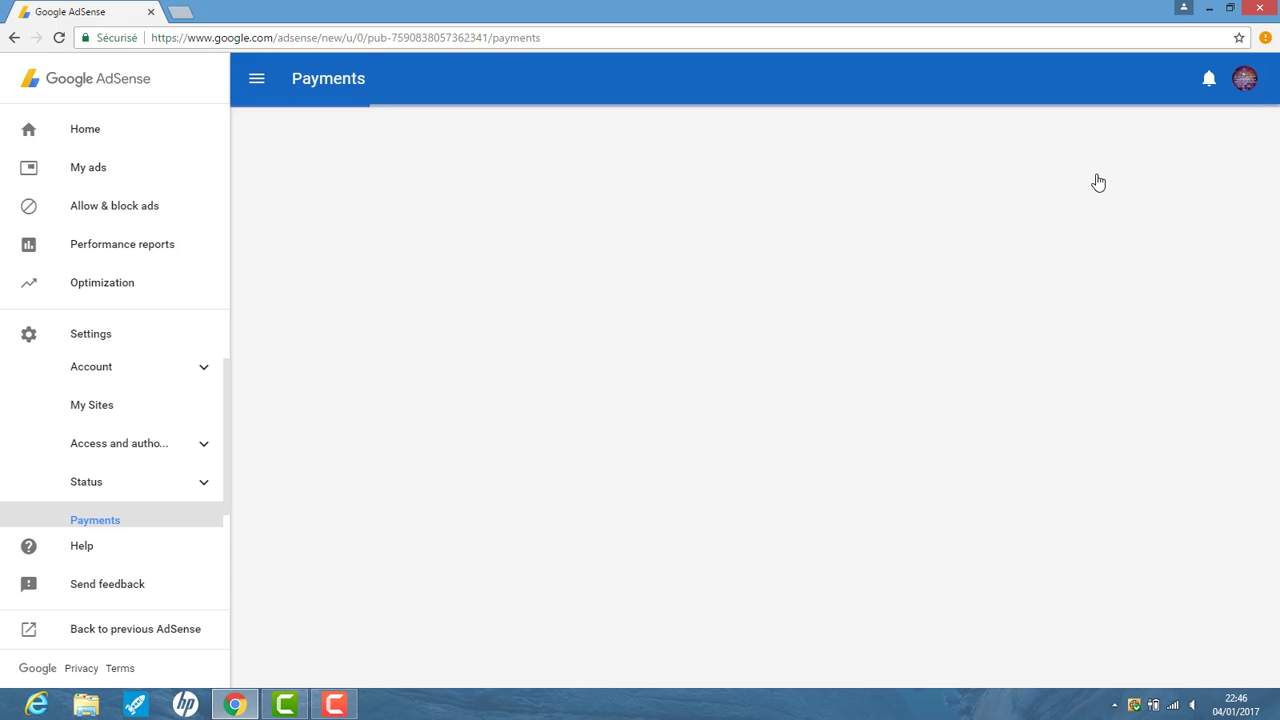 Google AdSense
Sécurisé
https://www.google.com/adsense/new/u/0/pub-7590838057362341/payments
Google AdSense
Payments
Home
My ads
Allow & block ads
Performance reports
Optimization
Settings
Account
My Sites
Access and autho...
Status
Payments
Help
Send feedback
Back to previous AdSense
Google Privacy Terms
22:46
04/01/2017